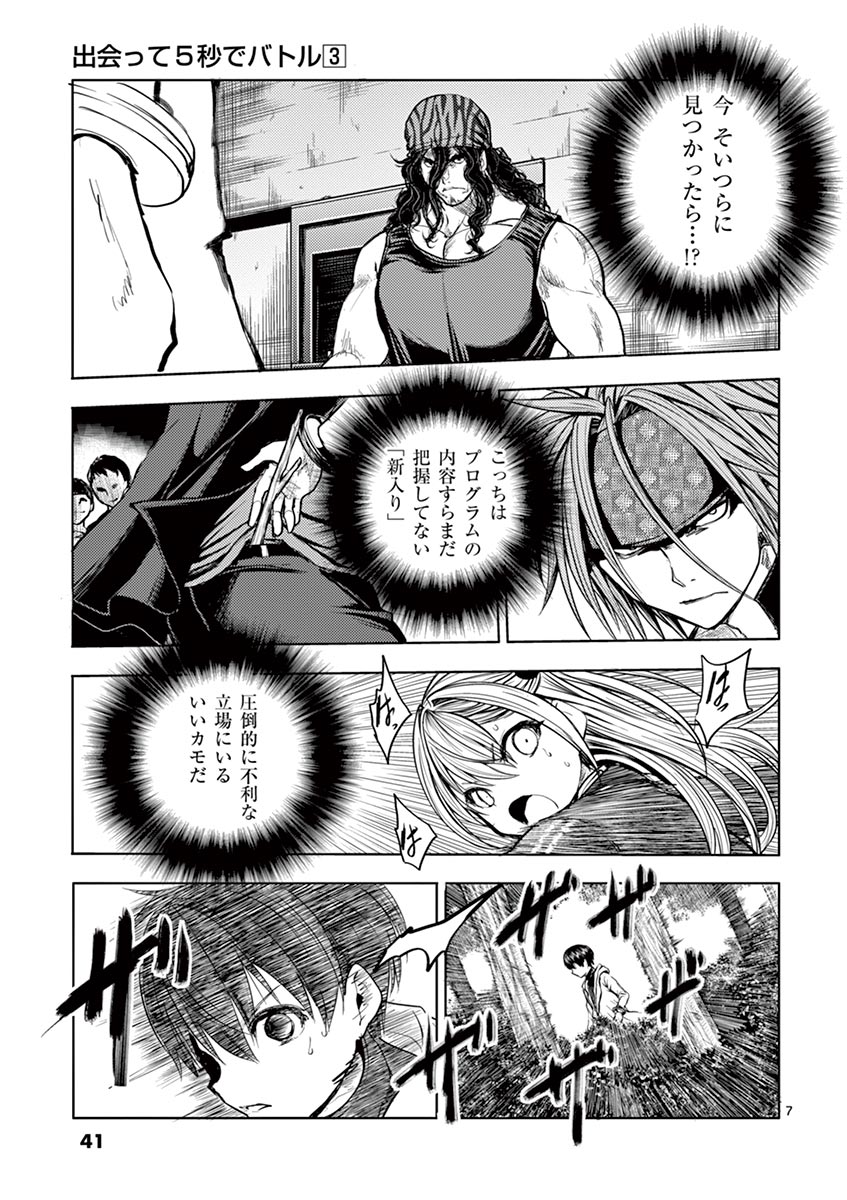 出会って5秒でバトル3
今 そいつらに
見つかったら…!?
こっちは
プログラムの
内容すらまだ
把握してない
「新入り」
はっ
はっ
は
圧倒的に不利な
立場にいる
いいカモだ
ザ
ザ
ザ
ザ
ザ
ザ
7
41